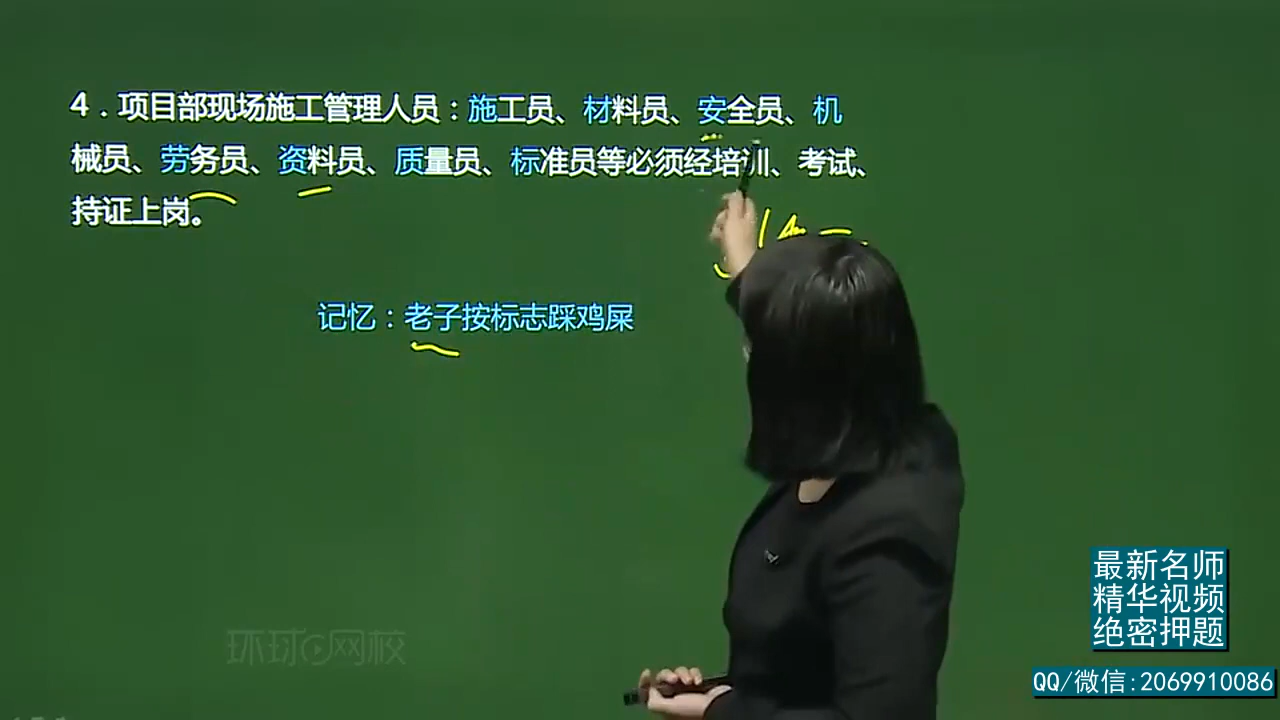 4．项目部现场施工管理人员：施工员、材料员、安全员、机
械员、劳务员、资料员、质量员、标准员等必须经培训、考试、
持证上岗。
记忆：老子按标志踩鸡屎
环球网校
最新名师
精华视频
绝密押题
QQ/微信:2069910086